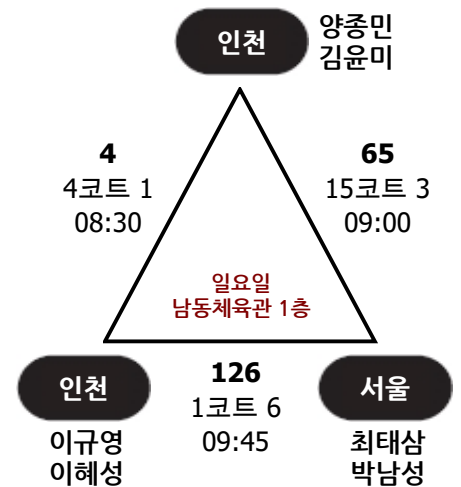 인천
양종민
김윤미
4
4코트 1
08:30
65
15코트 3
09:00
일요일
남동체육관 1층
인천
이규영
이혜성
126
1코트 6
09:45
서울
최태삼
박남성